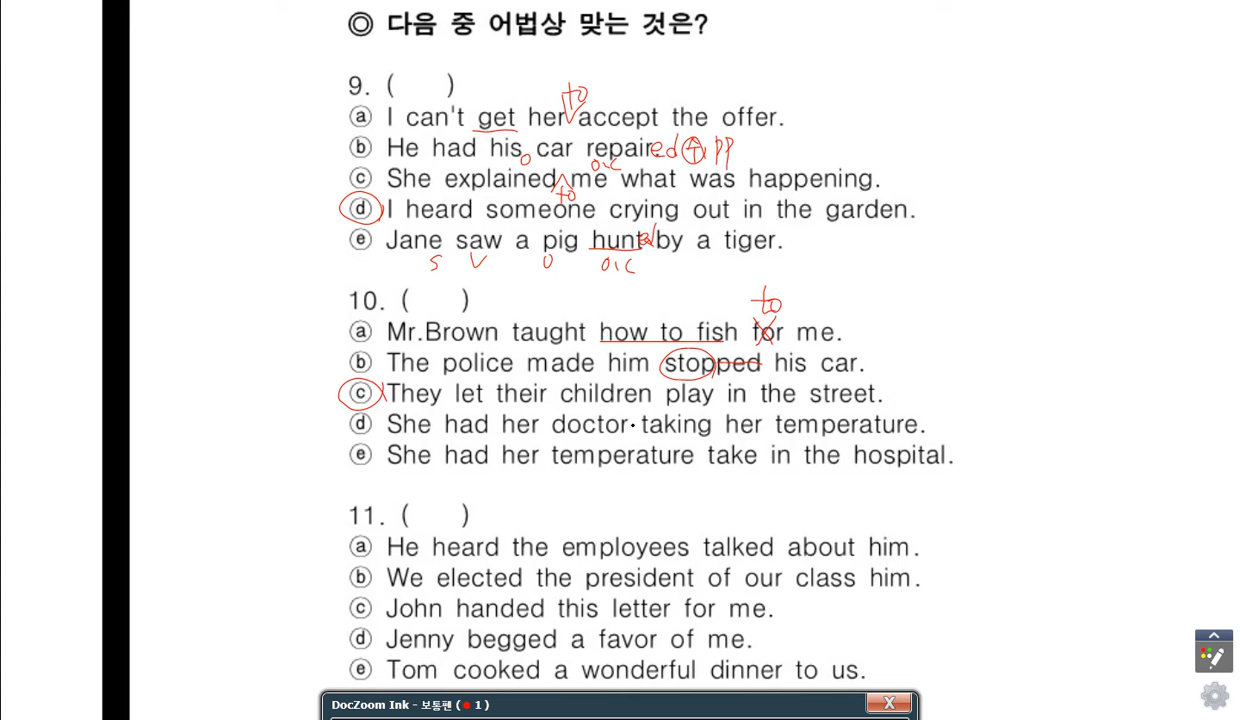 ◎ 다음 중 어법상 맞는 것은?
9. ( )
to
ⓐ I can't get her accept the offer.
ⓑ He had his car repair ed ⓣ, pp
O O.C
ⓒ She explained me what was happening.
to
ⓓ I heard someone crying out in the garden.
ⓔ Jane saw a pig hunt ed by a tiger.
S V O O.C
10. ( )
to
ⓐ Mr.Brown taught how to fish for me.
ⓑ The police made him stopped his car.
ⓒ They let their children play in the street.
ⓓ She had her doctor taking her temperature.
ⓔ She had her temperature take in the hospital.
11. ( )
ⓐ He heard the employees talked about him.
ⓑ We elected the president of our class him.
ⓒ John handed this letter for me.
ⓓ Jenny begged a favor of me.
ⓔ Tom cooked a wonderful dinner to us.
DocZoom Ink - 보통펜 ( ● 1 ) X